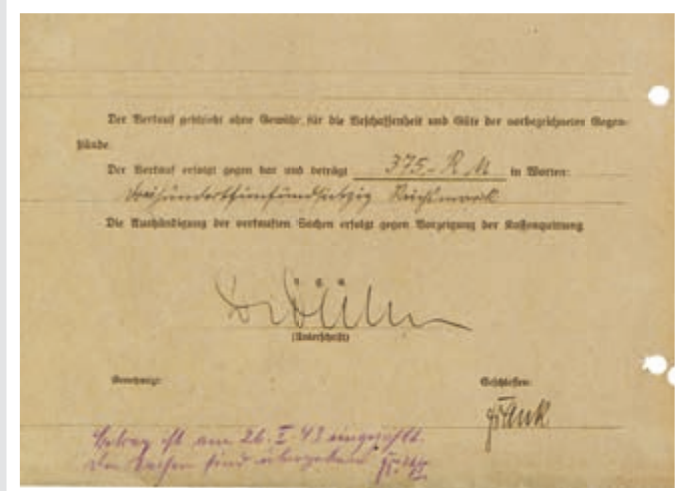 Der Verkauf geschieht ohne Gewähr für die Beschaffenheit und Güte der vorbezeichneten Gegen-
stände.
Der Verkauf erfolgt gegen bar und beträgt 375,- RM in Worten:
dreihundertfünfundsiebzig Reichsmark
Die Aushändigung der verkauften Sachen erfolgt gegen Vorzeigung der Kassenquittung.
v. g. u.
(Unterschrift)
Genehmigt: Geschlossen:
Frank
Betrag ist am 26. I 43 eingezahlt.
Die Sachen sind übergeben